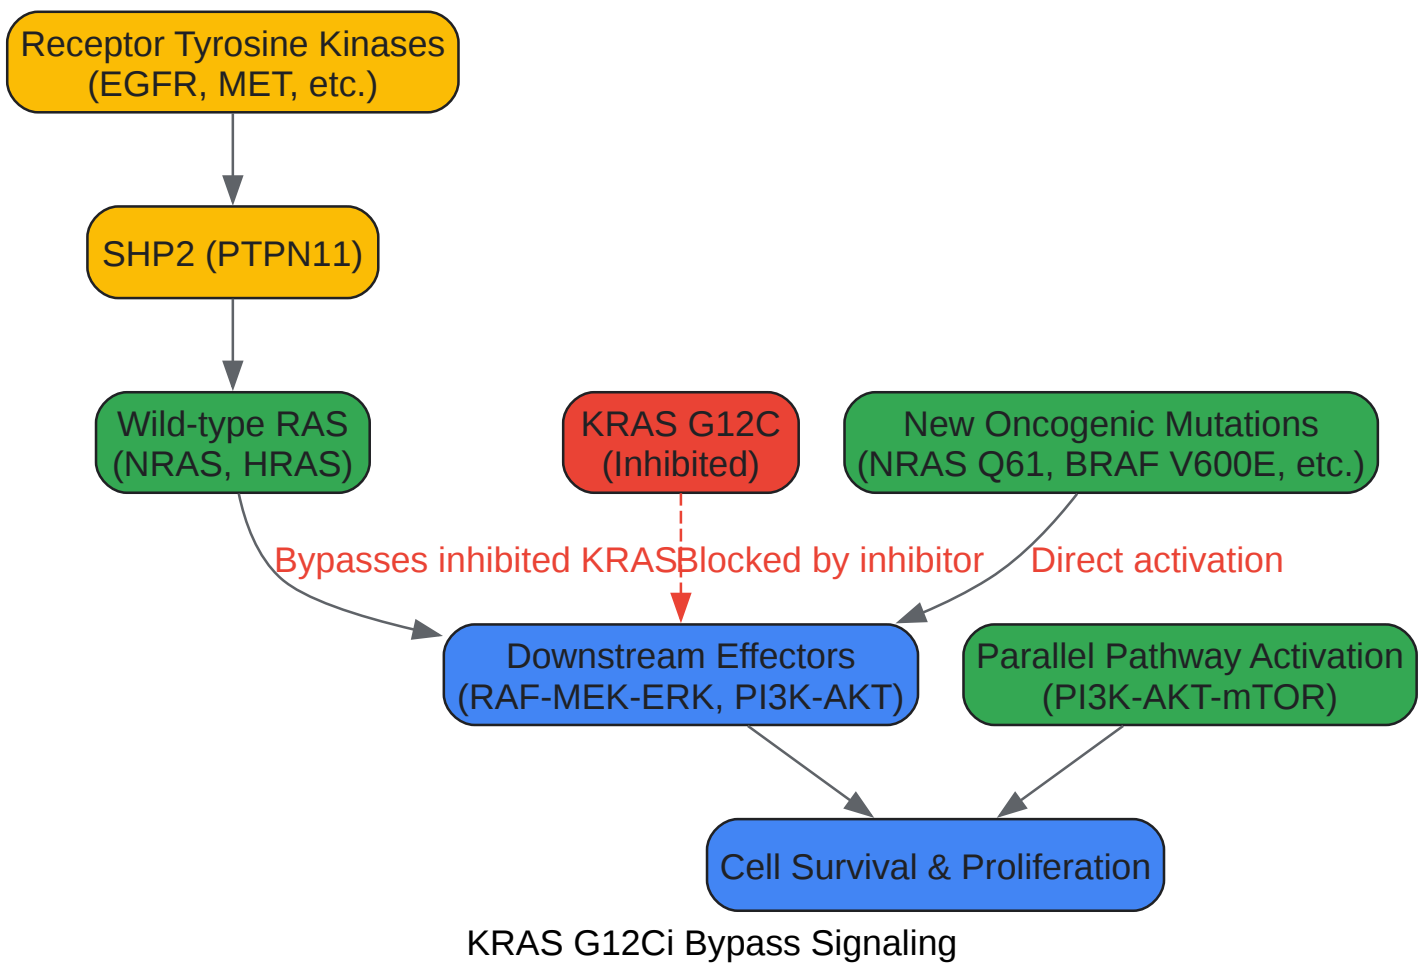 Receptor Tyrosine Kinases
(EGFR, MET, etc.)
SHP2 (PTPN11)
Wild-type RAS
(NRAS, HRAS)
KRAS G12C
(Inhibited)
New Oncogenic Mutations
(NRAS Q61, BRAF V600E, etc.)
Bypasses inhibited KRAS
Blocked by inhibitor
Direct activation
Downstream Effectors
(RAF-MEK-ERK, PI3K-AKT)
Parallel Pathway Activation
(PI3K-AKT-mTOR)
Cell Survival & Proliferation
KRAS G12Ci Bypass Signaling